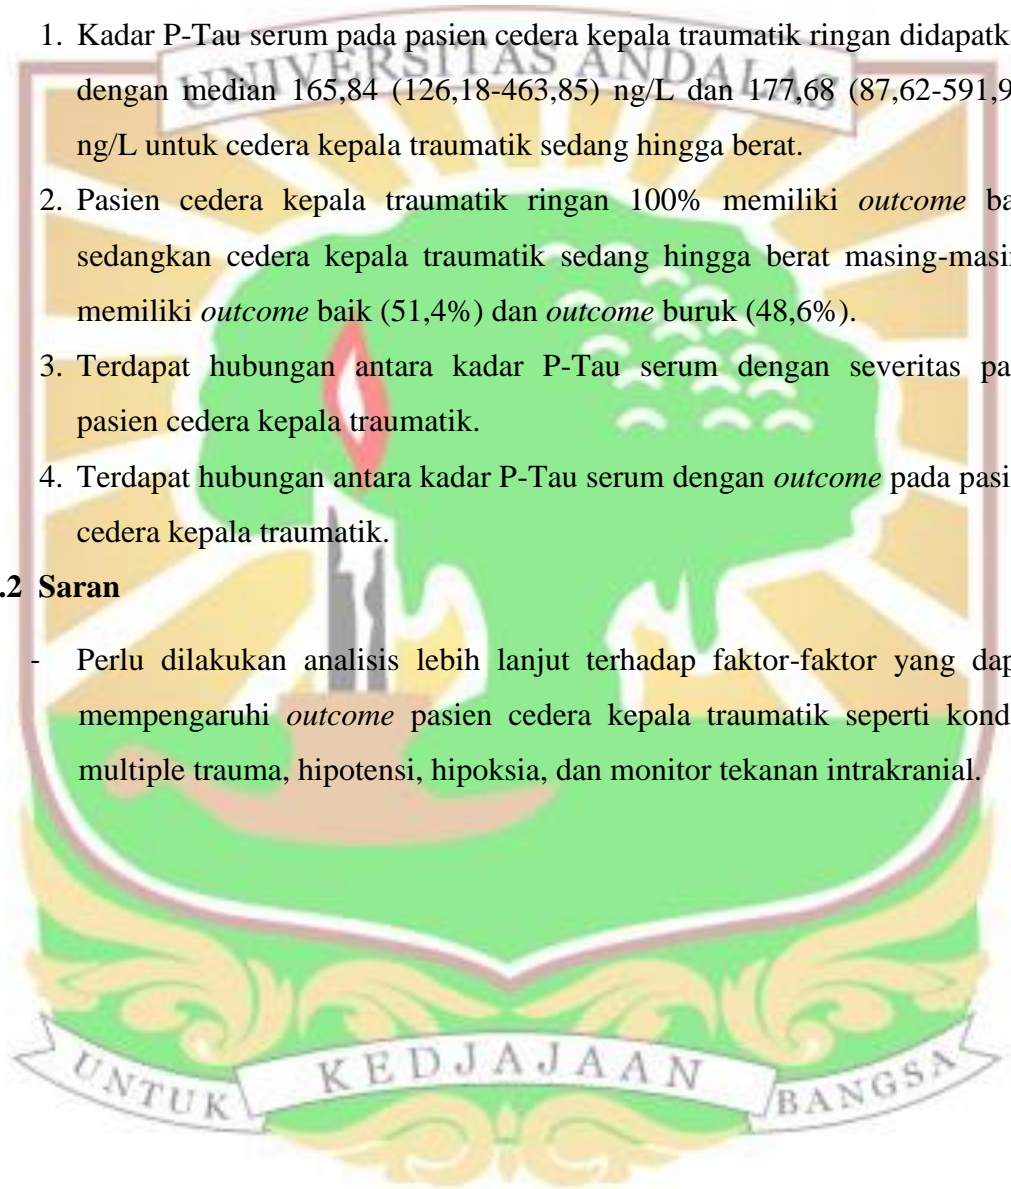 1. Kadar P-Tau serum pada pasien cedera kepala traumatik ringan didapatka
UNIVERSITAS ANDALAS
dengan median 165,84 (126,18-463,85) ng/L dan 177,68 (87,62-591,9
ng/L untuk cedera kepala traumatik sedang hingga berat.
2. Pasien cedera kepala traumatik ringan 100% memiliki outcome ba
sedangkan cedera kepala traumatik sedang hingga berat masing-masin
memiliki outcome baik (51,4%) dan outcome buruk (48,6%).
3. Terdapat hubungan antara kadar P-Tau serum dengan severitas pa
pasien cedera kepala traumatik.
4. Terdapat hubungan antara kadar P-Tau serum dengan outcome pada pasi
cedera kepala traumatik.
.2 Saran
- Perlu dilakukan analisis lebih lanjut terhadap faktor-faktor yang dap
mempengaruhi outcome pasien cedera kepala traumatik seperti kond
multiple trauma, hipotensi, hipoksia, dan monitor tekanan intrakranial.
UNTUK KEDJAJAAN BANGSA